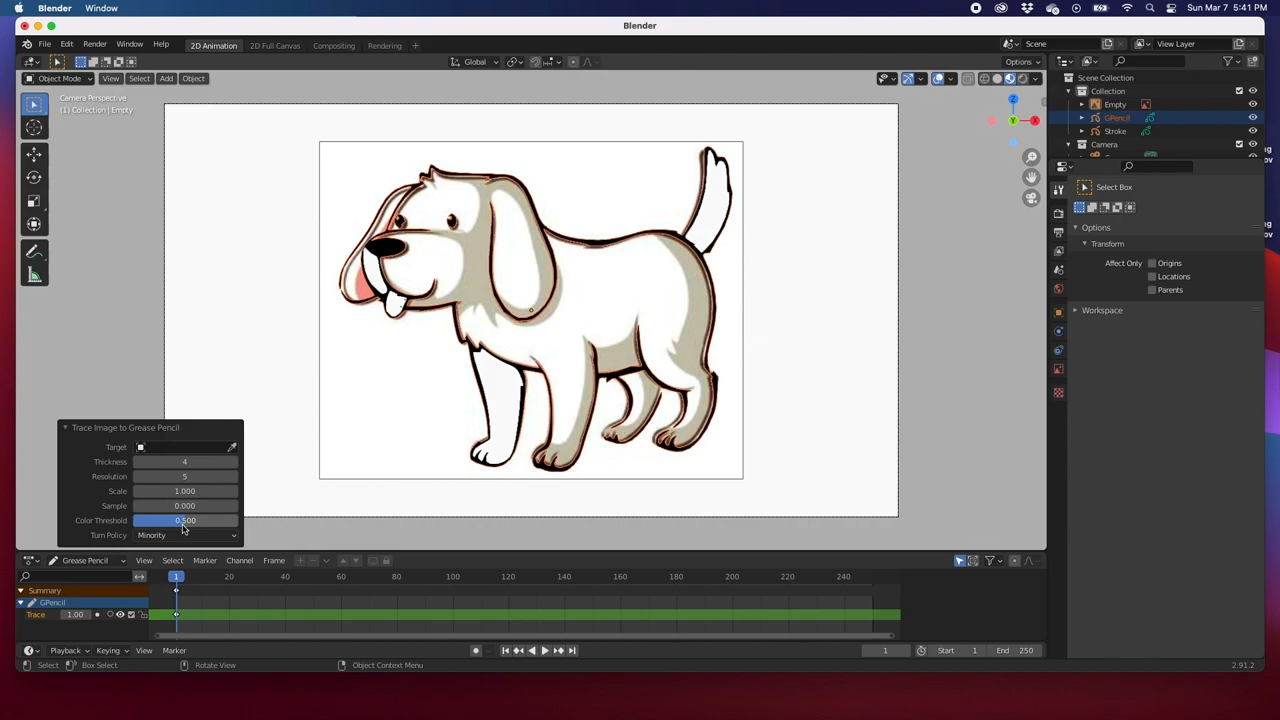 Blender Window Sun Mar 7 5:41 PM
Blender
File Edit Render Window Help 2D Animation 2D Full Canvas Compositing Rendering + Scene View Layer
Global Options
Object Mode View Select Add Object
Camera Perspective
(1) Collection | Empty
Z
Y
X
Scene Collection
Collection
Empty
GPencil
Stroke
Camera
Select Box
Options
Transform
Affect Only Origins
Locations
Parents
Workspace
Trace Image to Grease Pencil
Target
Thickness 4
Resolution 5
Scale 1.000
Sample 0.000
Color Threshold 0.500
Turn Policy Minority
Grease Pencil View Select Marker Channel Frame
1 20 40 60 80 100 120 140 160 180 200 220 240
Summary
GPencil
Trace 1.00
Playback Keying View Marker 1 Start 1 End 250
Select Box Select Rotate View Object Context Menu 2.91.2